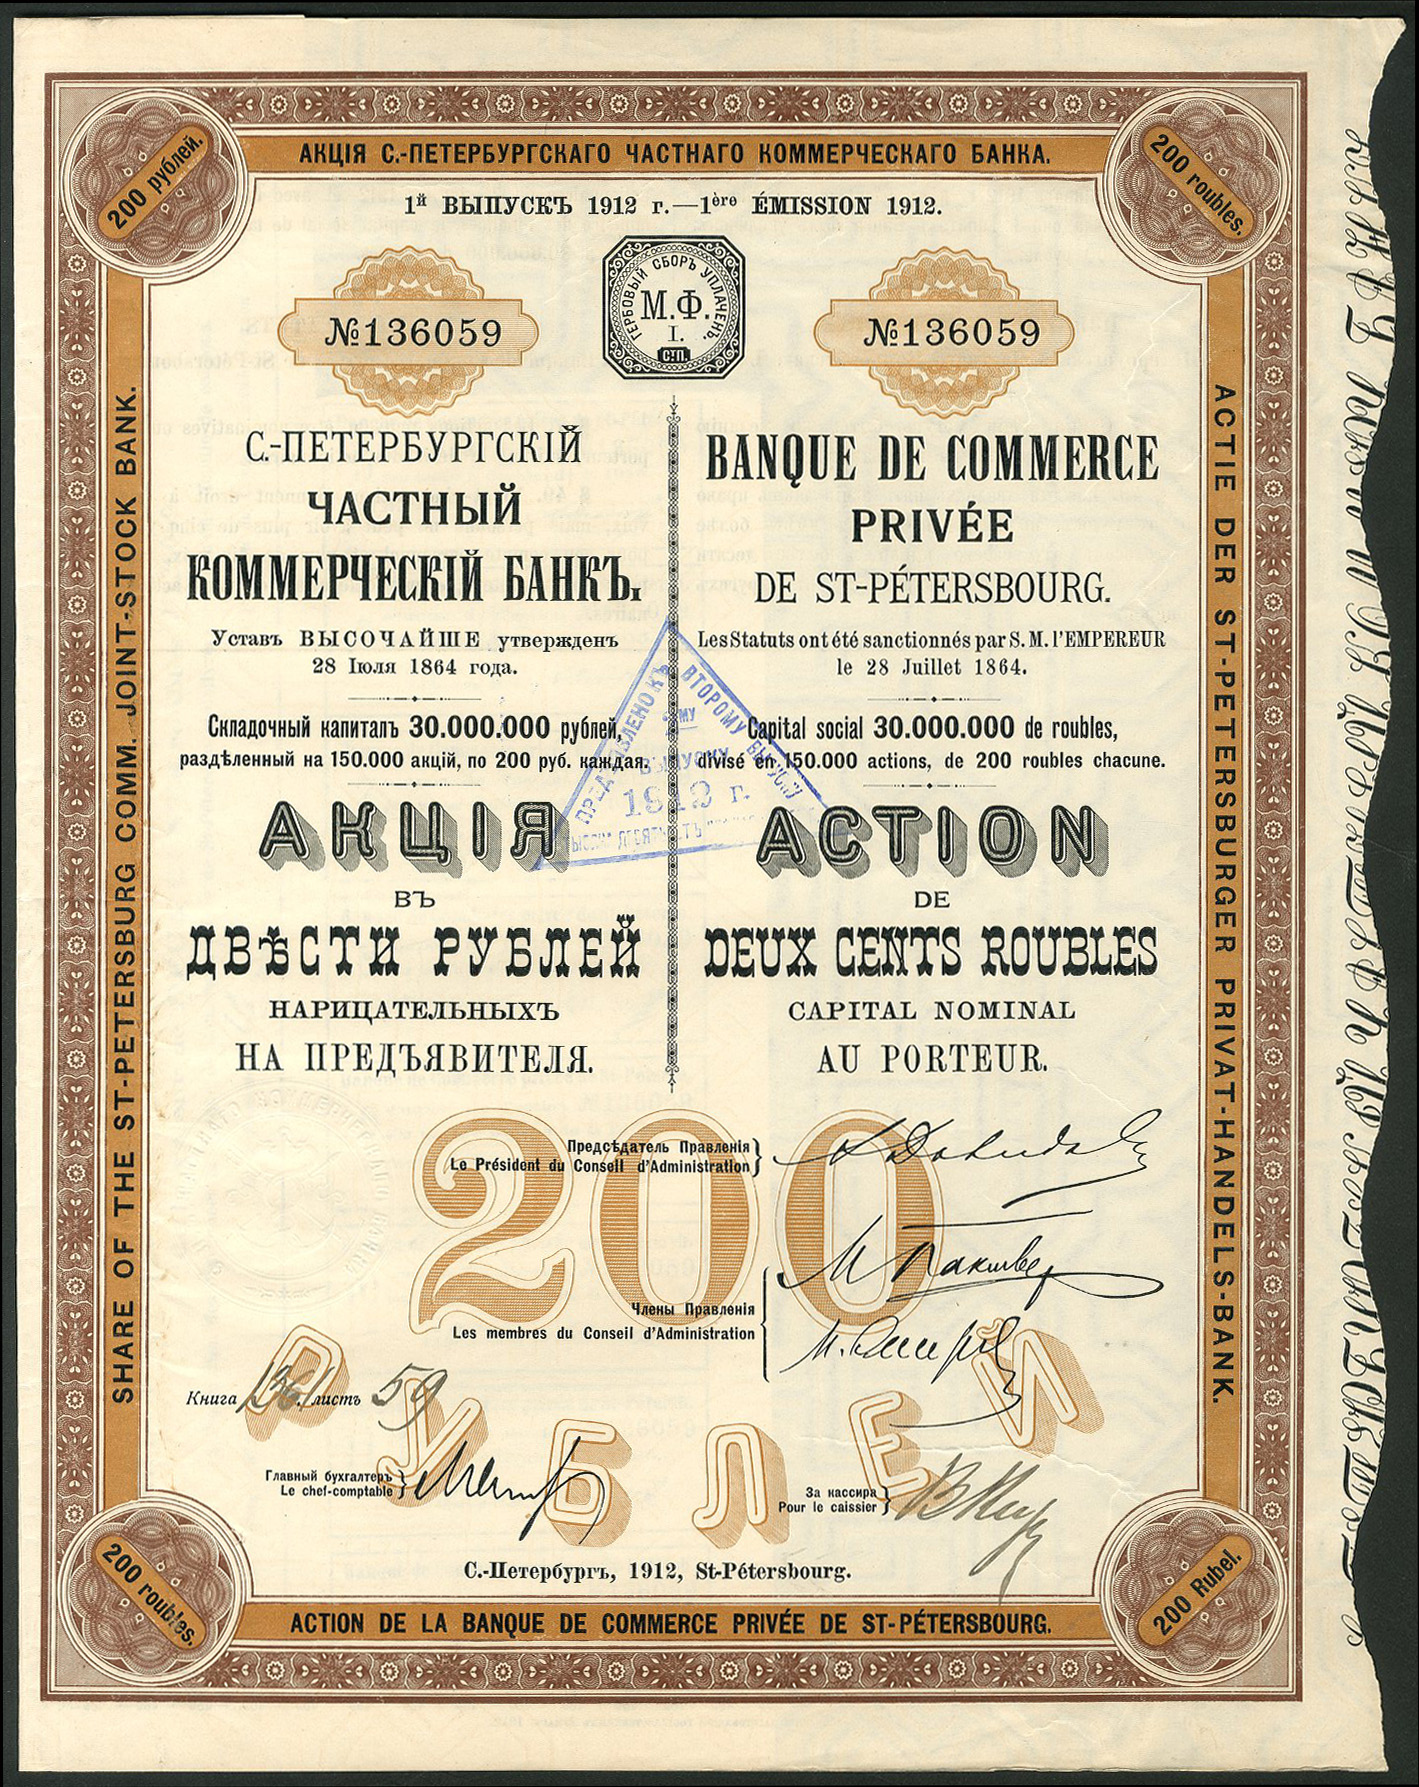 АКЦІЯ С.-ПЕТЕРБУРГСКАГО ЧАСТНАГО КОММЕРЧЕСКАГО БАНКА.
200 рублей.
200 roubles.
1й ВЫПУСКЪ 1912 г.—1ère ÉMISSION 1912.
ГЕРБОВЫЙ СБОРЪ УПЛАЧЕНЪ.
М.Ф.
I.
С.П.
№136059
№136059
С.-ПЕТЕРБУРГСКІЙ
ЧАСТНЫЙ
КОММЕРЧЕСКІЙ БАНКЪ.
Уставъ ВЫСОЧАЙШЕ утвержденъ
28 Іюля 1864 года.
Складочный капиталъ 30.000.000 рублей,
раздѣленный на 150.000 акцій, по 200 руб. каждая.
АКЦІЯ
ВЪ
ДВѢСТИ РУБЛЕЙ
НАРИЦАТЕЛЬНЫХЪ
НА ПРЕДЪЯВИТЕЛЯ.
BANQUE DE COMMERCE
PRIVÉE
DE ST-PÉTERSBOURG.
Les Statuts ont été sanctionnés par S. M. l'EMPEREUR
le 28 Juillet 1864.
Capital social 30.000.000 de roubles,
divisé en 150.000 actions, de 200 roubles chacune.
ACTION
DE
DEUX CENTS ROUBLES
CAPITAL NOMINAL
AU PORTEUR.
ВТОРОМУ ВЫПУСКУ
ВЫПУСКУ
1912 г.
200
РУБЛЕЙ
Предсѣдатель Правленія
Le Président du Conseil d'Administration
Члены Правленія
Les membres du Conseil d'Administration
Книга 136. листъ 59
Главный бухгалтеръ
Le chef-comptable
За кассира
Pour le caissier
С.-Петербургъ, 1912, St-Pétersbourg.
SHARE OF THE ST-PETERSBURG COMM. JOINT-STOCK BANK.
ACTIE DER ST-PETERSBURGER PRIVAT-HANDELS-BANK.
200 roubles.
200 Rubel.
ACTION DE LA BANQUE DE COMMERCE PRIVÉE DE ST-PÉTERSBOURG.